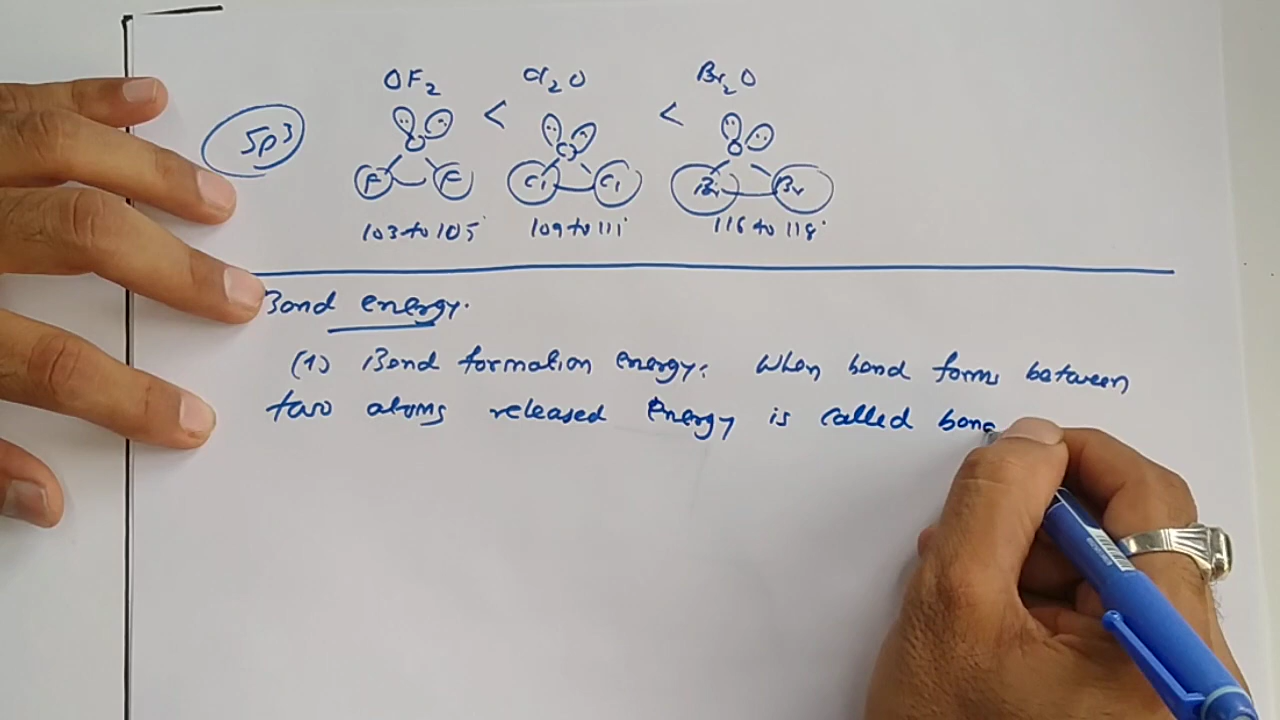 OF2 < Cl2O < Br2O
sp3
O O O
F F Cl Cl Br Br
103 to 105° 109 to 111° 116 to 118°
Bond energy.
(1) Bond formation energy: When bond forms between
two atoms released energy is called bond